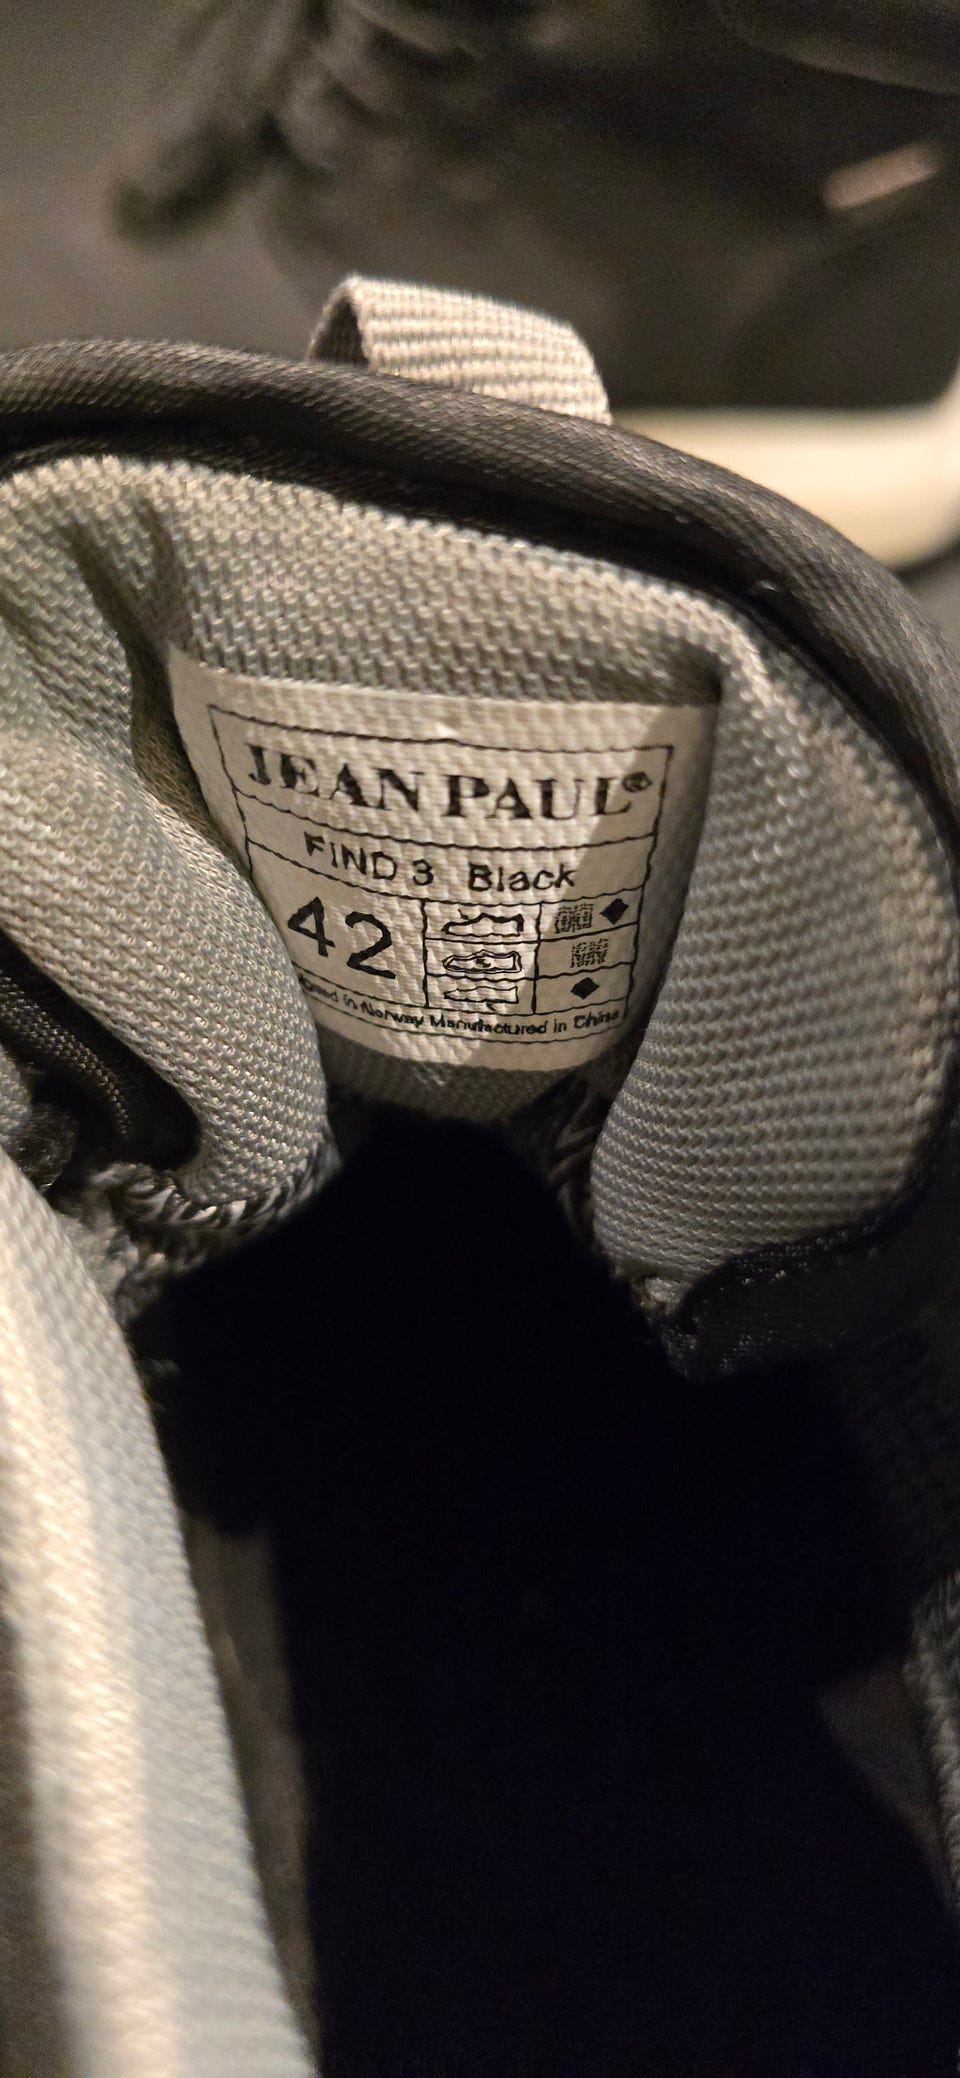 JEAN PAUL®
FIND 3 Black
42
in Norway Manufactured in China